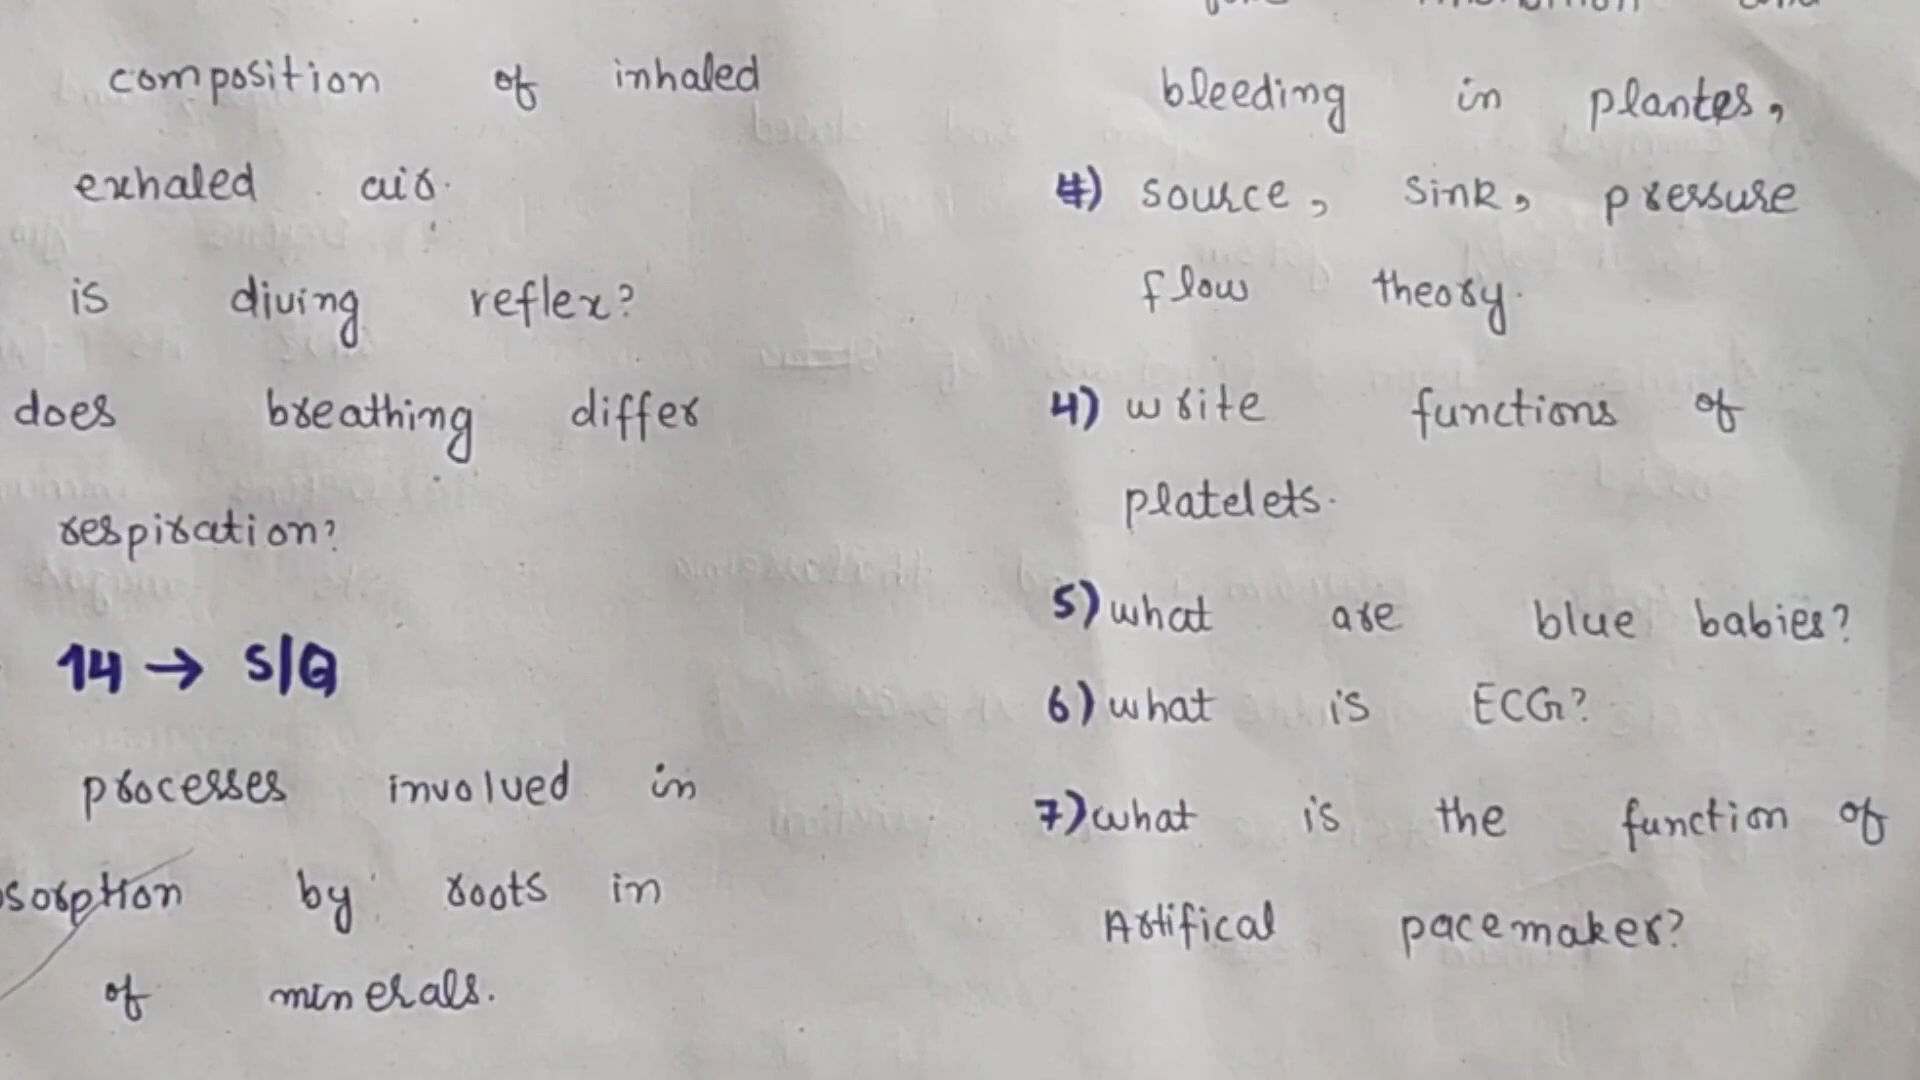 composition of inhaled
exhaled air.
is diving reflex?
does breathing differ
respiration?
14 → S/Q
processes involved in
sorption by roots in
of minerals.
bleeding in plantes,
4) source, sink, pressure
flow theory.
4) write functions of
platelets.
5) what are blue babies?
6) what is ECG?
7) what is the function of
Artifical pacemaker?